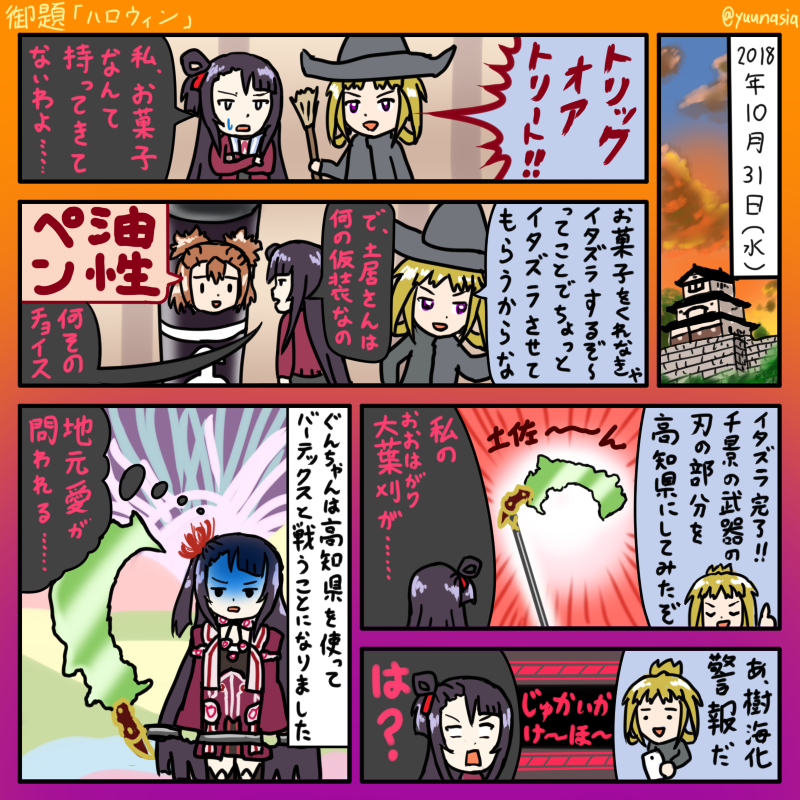 御題「ハロウィン」
@yuunasiq
2018年10月31日(水)
トリック
オア
トリート!!
私、お菓子
なんて
持ってきて
ないわよ……
お菓子をくれなきゃ
イタズラするぞ〜
ってことでちょっと
イタズラさせて
もらうからな
で、土居さんは
何の仮装なの
油性
ペン
何その
チョイス
イタズラ完了!!
千景の武器の
刃の部分を
高知県にしてみたぞ
土佐〜〜ん
私の
おおはがり
大葉刈が……
あ、樹海化
警報だ
じゅかいか
け〜ほ〜
は?
ぐんちゃんは高知県を使って
バーテックスと戦うことになりました
地元愛が
問われる……